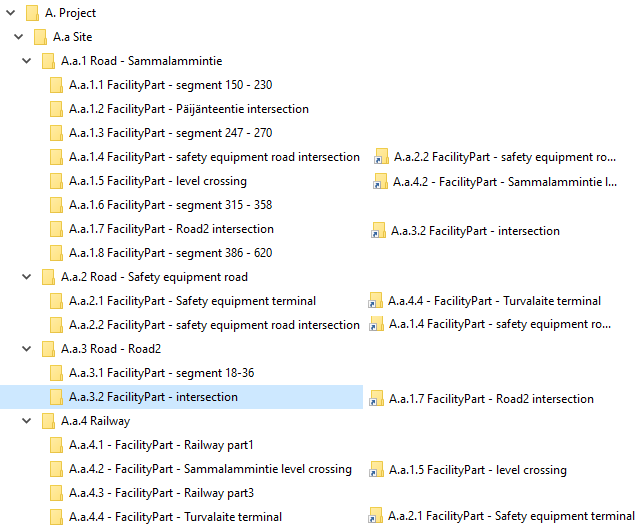 A. Project
A.a Site
A.a.1 Road - Sammalammintie
A.a.1.1 FacilityPart - segment 150 - 230
A.a.1.2 FacilityPart - Päijänteentie intersection
A.a.1.3 FacilityPart - segment 247 - 270
A.a.1.4 FacilityPart - safety equipment road intersection A.a.2.2 FacilityPart - safety equipment ro...
A.a.1.5 FacilityPart - level crossing A.a.4.2 - FacilityPart - Sammalammintie l...
A.a.1.6 FacilityPart - segment 315 - 358
A.a.1.7 FacilityPart - Road2 intersection A.a.3.2 FacilityPart - intersection
A.a.1.8 FacilityPart - segment 386 - 620
A.a.2 Road - Safety equipment road
A.a.2.1 FacilityPart - Safety equipment terminal A.a.4.4 - FacilityPart - Turvalaite terminal
A.a.2.2 FacilityPart - safety equipment road intersection A.a.1.4 FacilityPart - safety equipment ro...
A.a.3 Road - Road2
A.a.3.1 FacilityPart - segment 18-36
A.a.3.2 FacilityPart - intersection A.a.1.7 FacilityPart - Road2 intersection
A.a.4 Railway
A.a.4.1 - FacilityPart - Railway part1
A.a.4.2 - FacilityPart - Sammalammintie level crossing A.a.1.5 FacilityPart - level crossing
A.a.4.3 - FacilityPart - Railway part3
A.a.4.4 - FacilityPart - Turvalaite terminal A.a.2.1 FacilityPart - Safety equipment terminal